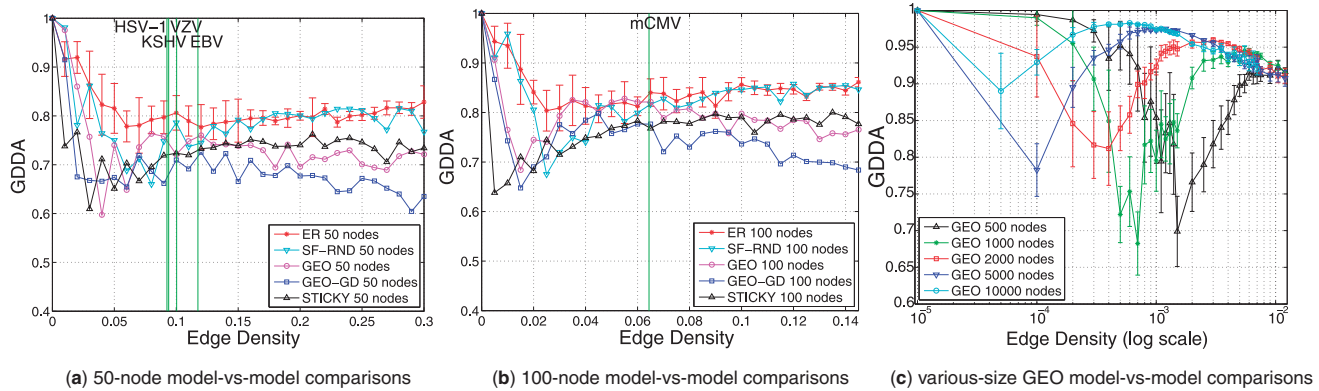 1
0.9
0.8
0.7
0.6
0.5
0.4
0
0.05
0.1
0.15
0.2
0.25
0.3
GDDA
Edge Density
HSV−1 VZV
KSHV EBV
ER 50 nodes
SF−RND 50 nodes
GEO 50 nodes
GEO−GD 50 nodes
STICKY 50 nodes
(a) 50-node model-vs-model comparisons
1
0.9
0.8
0.7
0.6
0.5
0.4
0
0.02
0.04
0.06
0.08
0.1
0.12
0.14
GDDA
Edge Density
mCMV
ER 100 nodes
SF−RND 100 nodes
GEO 100 nodes
GEO−GD 100 nodes
STICKY 100 nodes
(b) 100-node model-vs-model comparisons
1
0.95
0.9
0.85
0.8
0.75
0.7
0.65
0.6
10⁻⁵
10⁻⁴
10⁻³
10⁻²
GDDA
Edge Density (log scale)
GEO 500 nodes
GEO 1000 nodes
GEO 2000 nodes
GEO 5000 nodes
GEO 10000 nodes
(c) various-size GEO model-vs-model comparisons